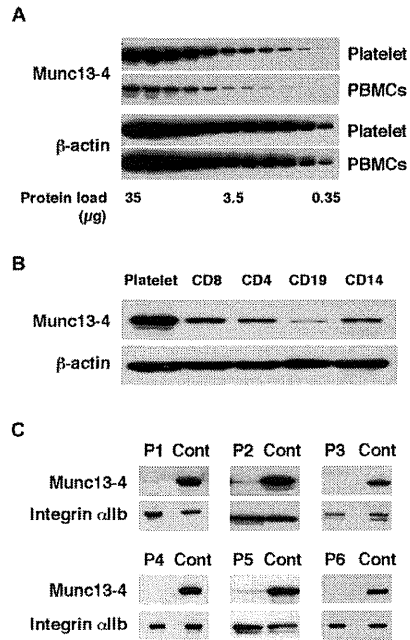 A
Munc13-4
Platelet
PBMCs
β-actin
Platelet
PBMCs
Protein load 35 3.5 0.35
(μg)
B
Platelet CD8 CD4 CD19 CD14
Munc13-4
β-actin
C
P1 Cont P2 Cont P3 Cont
Munc13-4
Integrin αIIb
P4 Cont P5 Cont P6 Cont
Munc13-4
Integrin αIIb